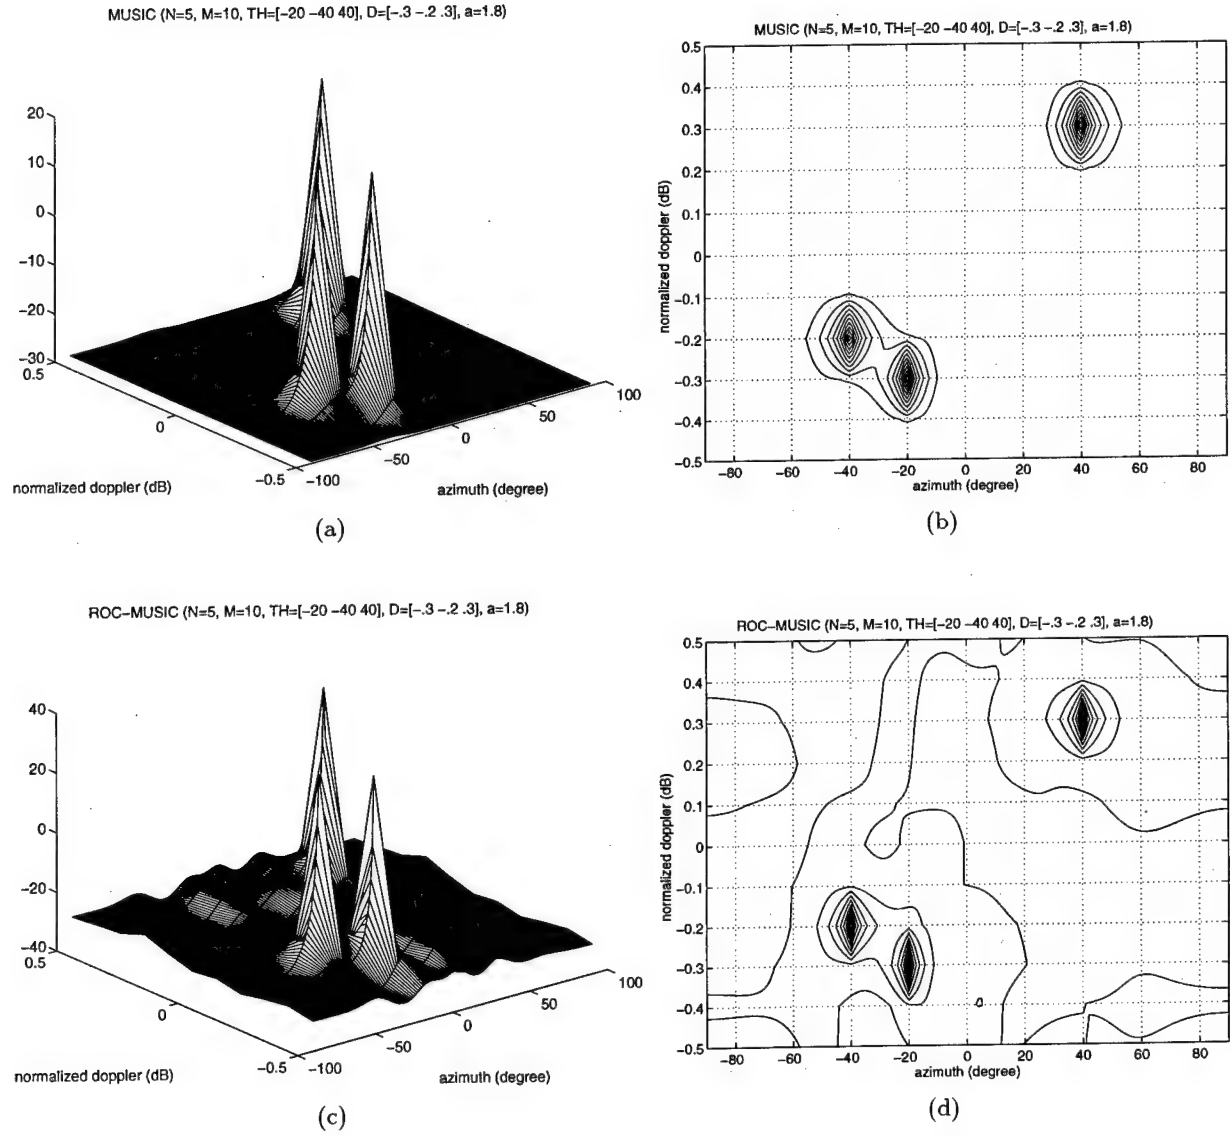 MUSIC (N=5, M=10, TH=[-20 -40 40], D=[-.3 -.2 .3], a=1.8)
20
10
0
-10
-20
-30
0.5
0
-0.5
-100
-50
0
50
100
normalized doppler (dB)
azimuth (degree)
(a)
MUSIC (N=5, M=10, TH=[-20 -40 40], D=[-.3 -.2 .3], a=1.8)
0.5
0.4
0.3
0.2
0.1
0
-0.1
-0.2
-0.3
-0.4
-0.5
normalized doppler (dB)
-80 -60 -40 -20 0 20 40 60 80
azimuth (degree)
(b)
ROC-MUSIC (N=5, M=10, TH=[-20 -40 40], D=[-.3 -.2 .3], a=1.8)
40
20
0
-20
-40
0.5
0
-0.5
-100
-50
0
50
100
normalized doppler (dB)
azimuth (degree)
(c)
ROC-MUSIC (N=5, M=10, TH=[-20 -40 40], D=[-.3 -.2 .3], a=1.8)
0.5
0.4
0.3
0.2
0.1
0
-0.1
-0.2
-0.3
-0.4
-0.5
normalized doppler (dB)
-80 -60 -40 -20 0 20 40 60 80
azimuth (degree)
(d)